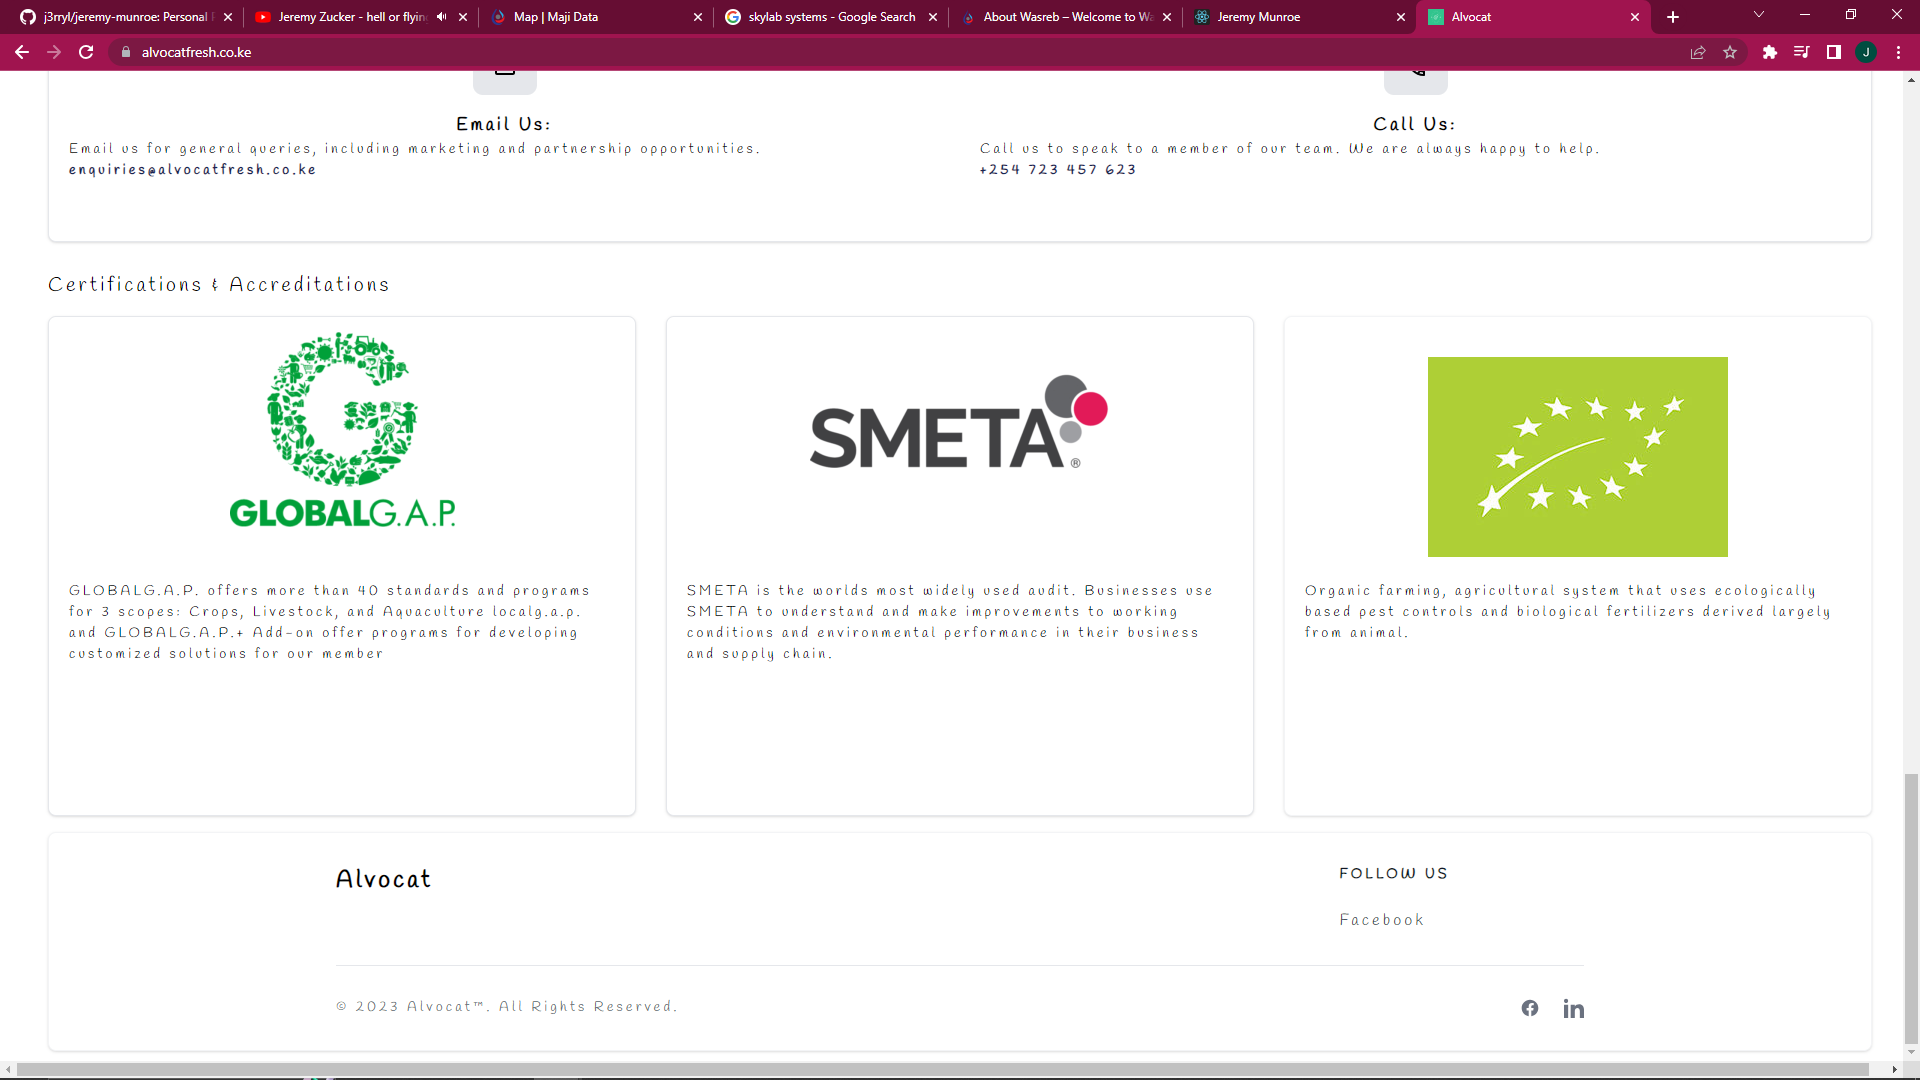 j3rryl/jeremy-munroe: Personal
Jeremy Zucker - hell or flying
Map | Maji Data
skylab systems - Google Search
About Wasreb – Welcome to Wa
Jeremy Munroe
Alvocat
alvocatfresh.co.ke
J
Email Us:
Call Us:
Email us for general queries, including marketing and partnership opportunities.
Call us to speak to a member of our team. We are always happy to help.
enquiries@alvocatfresh.co.ke
+254 723 457 623
Certifications & Accreditations
GLOBALG.A.P.
SMETA®
GLOBALG.A.P. offers more than 40 standards and programs
for 3 scopes: Crops, Livestock, and Aquaculture localg.a.p.
and GLOBALG.A.P.+ Add-on offer programs for developing
customized solutions for our member
SMETA is the worlds most widely used audit. Businesses use
SMETA to understand and make improvements to working
conditions and environmental performance in their business
and supply chain.
Organic farming, agricultural system that uses ecologically
based pest controls and biological fertilizers derived largely
from animal.
Alvocat
FOLLOW US
Facebook
© 2023 Alvocat™. All Rights Reserved.
in